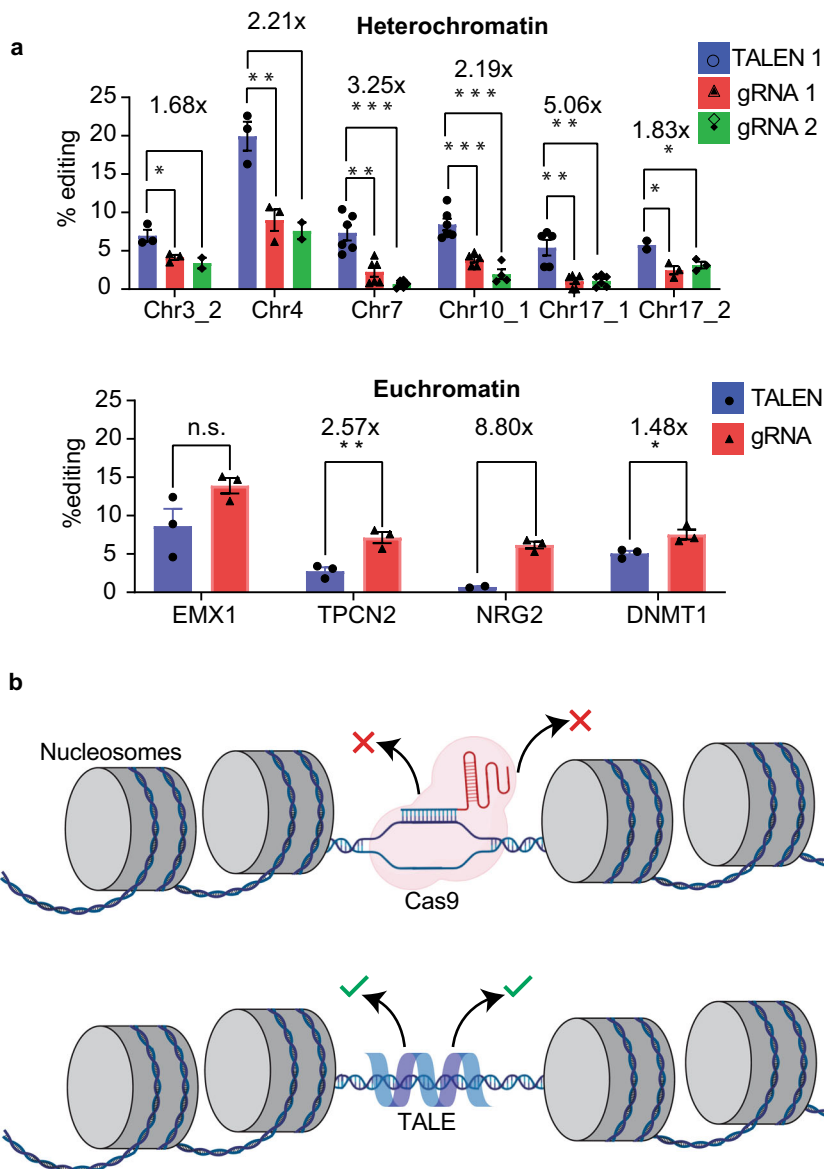 a
Heterochromatin
TALEN 1
gRNA 1
gRNA 2
2.21x
1.68x
3.25x
2.19x
5.06x
1.83x
*
* *
* * *
* *
* * *
* * *
* *
* *
*
*
% editing
25
20
15
10
5
0
Chr3_2 Chr4 Chr7 Chr10_1 Chr17_1 Chr17_2
Euchromatin
TALEN
gRNA
n.s. 2.57x 8.80x 1.48x
* * *
%editing
25
20
15
10
5
0
EMX1 TPCN2 NRG2 DNMT1
b
Nucleosomes
Cas9
TALE